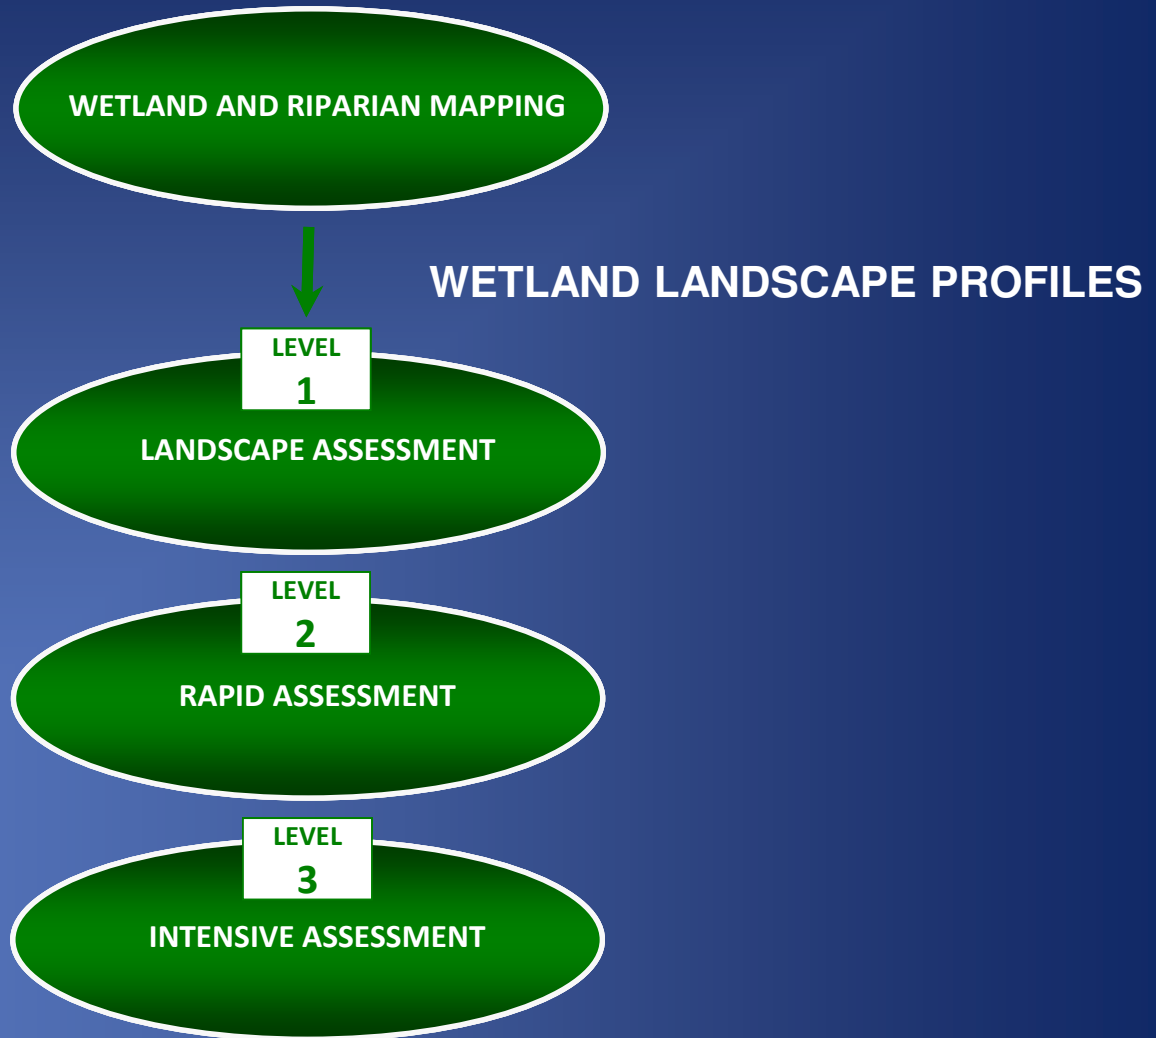 WETLAND AND RIPARIAN MAPPING
WETLAND LANDSCAPE PROFILES
LEVEL
1
LANDSCAPE ASSESSMENT
LEVEL
2
RAPID ASSESSMENT
LEVEL
3
INTENSIVE ASSESSMENT